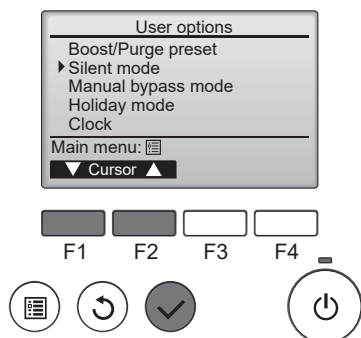 User options
Boost/Purge preset
Silent mode
Manual bypass mode
Holiday mode
Clock
Main menu:
Cursor
F1 F2 F3 F4